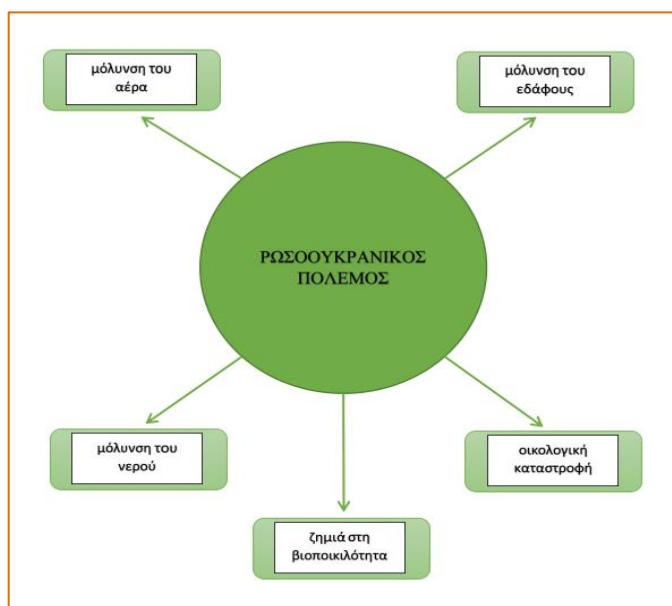 μόλυνση του
αέρα
μόλυνση του
εδάφους
ΡΩΣΟΟΥΚΡΑΝΙΚΟΣ
ΠΟΛΕΜΟΣ
μόλυνση του
νερού
οικολογική
καταστροφή
ζημιά στη
βιοποικιλότητα